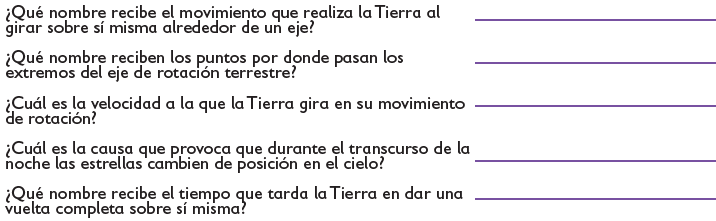 ¿Qué nombre recibe el movimiento que realiza la Tierra al
girar sobre sí misma alrededor de un eje?
¿Qué nombre reciben los puntos por donde pasan los
extremos del eje de rotación terrestre?
¿Cuál es la velocidad a la que la Tierra gira en su movimiento
de rotación?
¿Cuál es la causa que provoca que durante el transcurso de la
noche las estrellas cambien de posición en el cielo?
¿Qué nombre recibe el tiempo que tarda la Tierra en dar una
vuelta completa sobre sí misma?